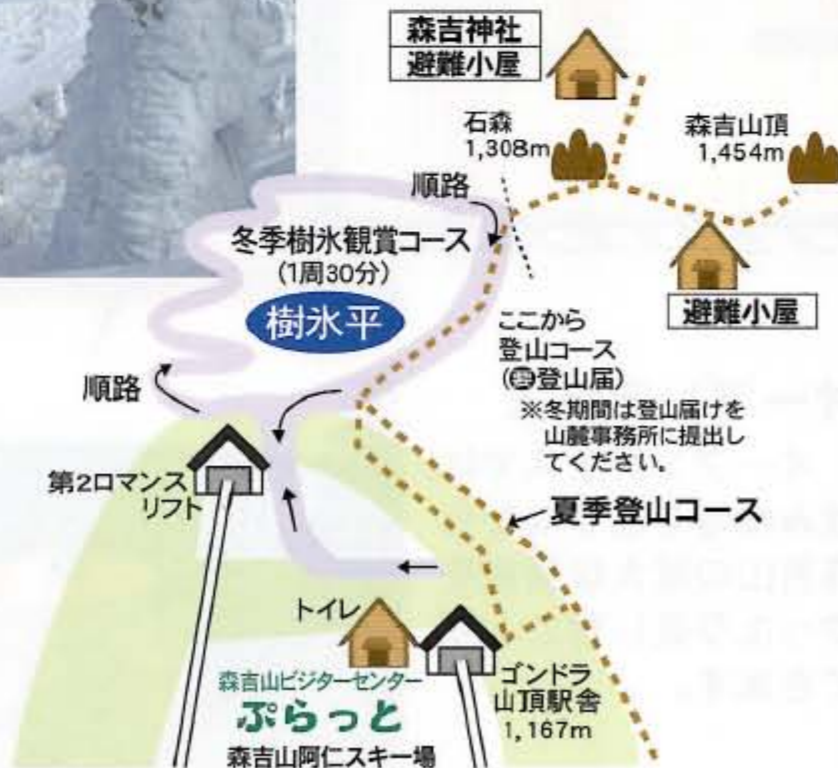 森吉神社
避難小屋
石森
1,308m
森吉山頂
1,454m
順路
冬季樹氷観賞コース
(1周30分)
樹氷平
避難小屋
ここから
登山コース
(要登山届)
※冬期間は登山届けを
山麓事務所に提出し
てください。
順路
第2ロマンス
リフト
夏季登山コース
トイレ
森吉山ビジターセンター
ぷらっと
森吉山阿仁スキー場
ゴンドラ
山頂駅舎
1,167m